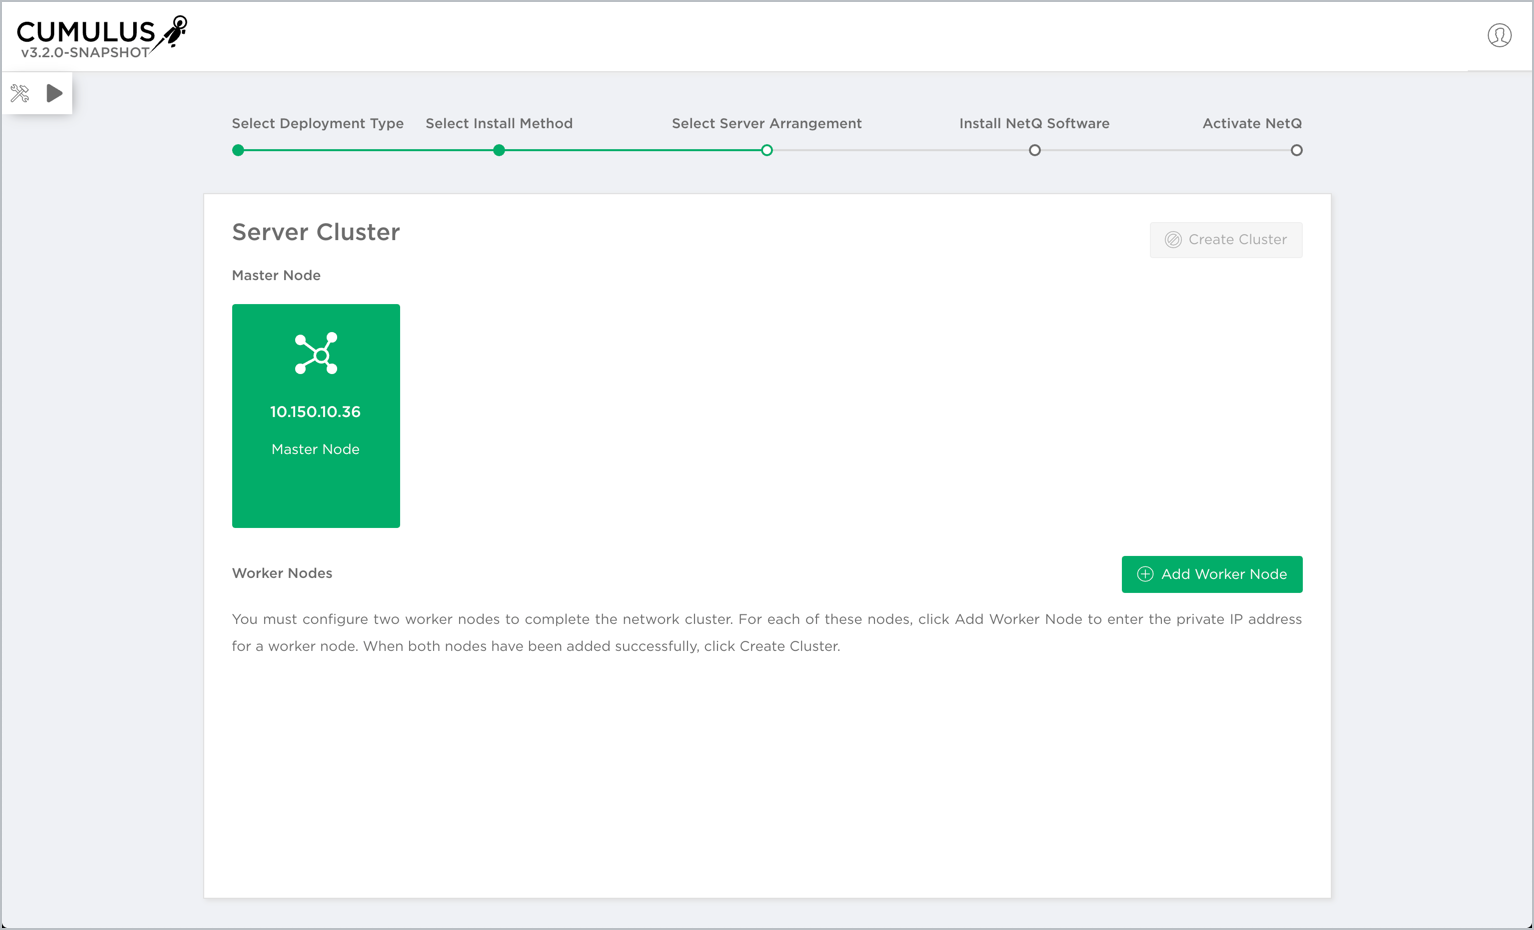 CUMULUS
v3.2.0-SNAPSHOT
Select Deployment Type
Select Install Method
Select Server Arrangement
Install NetQ Software
Activate NetQ
Server Cluster
Create Cluster
Master Node
10.150.10.36
Master Node
Worker Nodes
Add Worker Node
You must configure two worker nodes to complete the network cluster. For each of these nodes, click Add Worker Node to enter the private IP address
for a worker node. When both nodes have been added successfully, click Create Cluster.